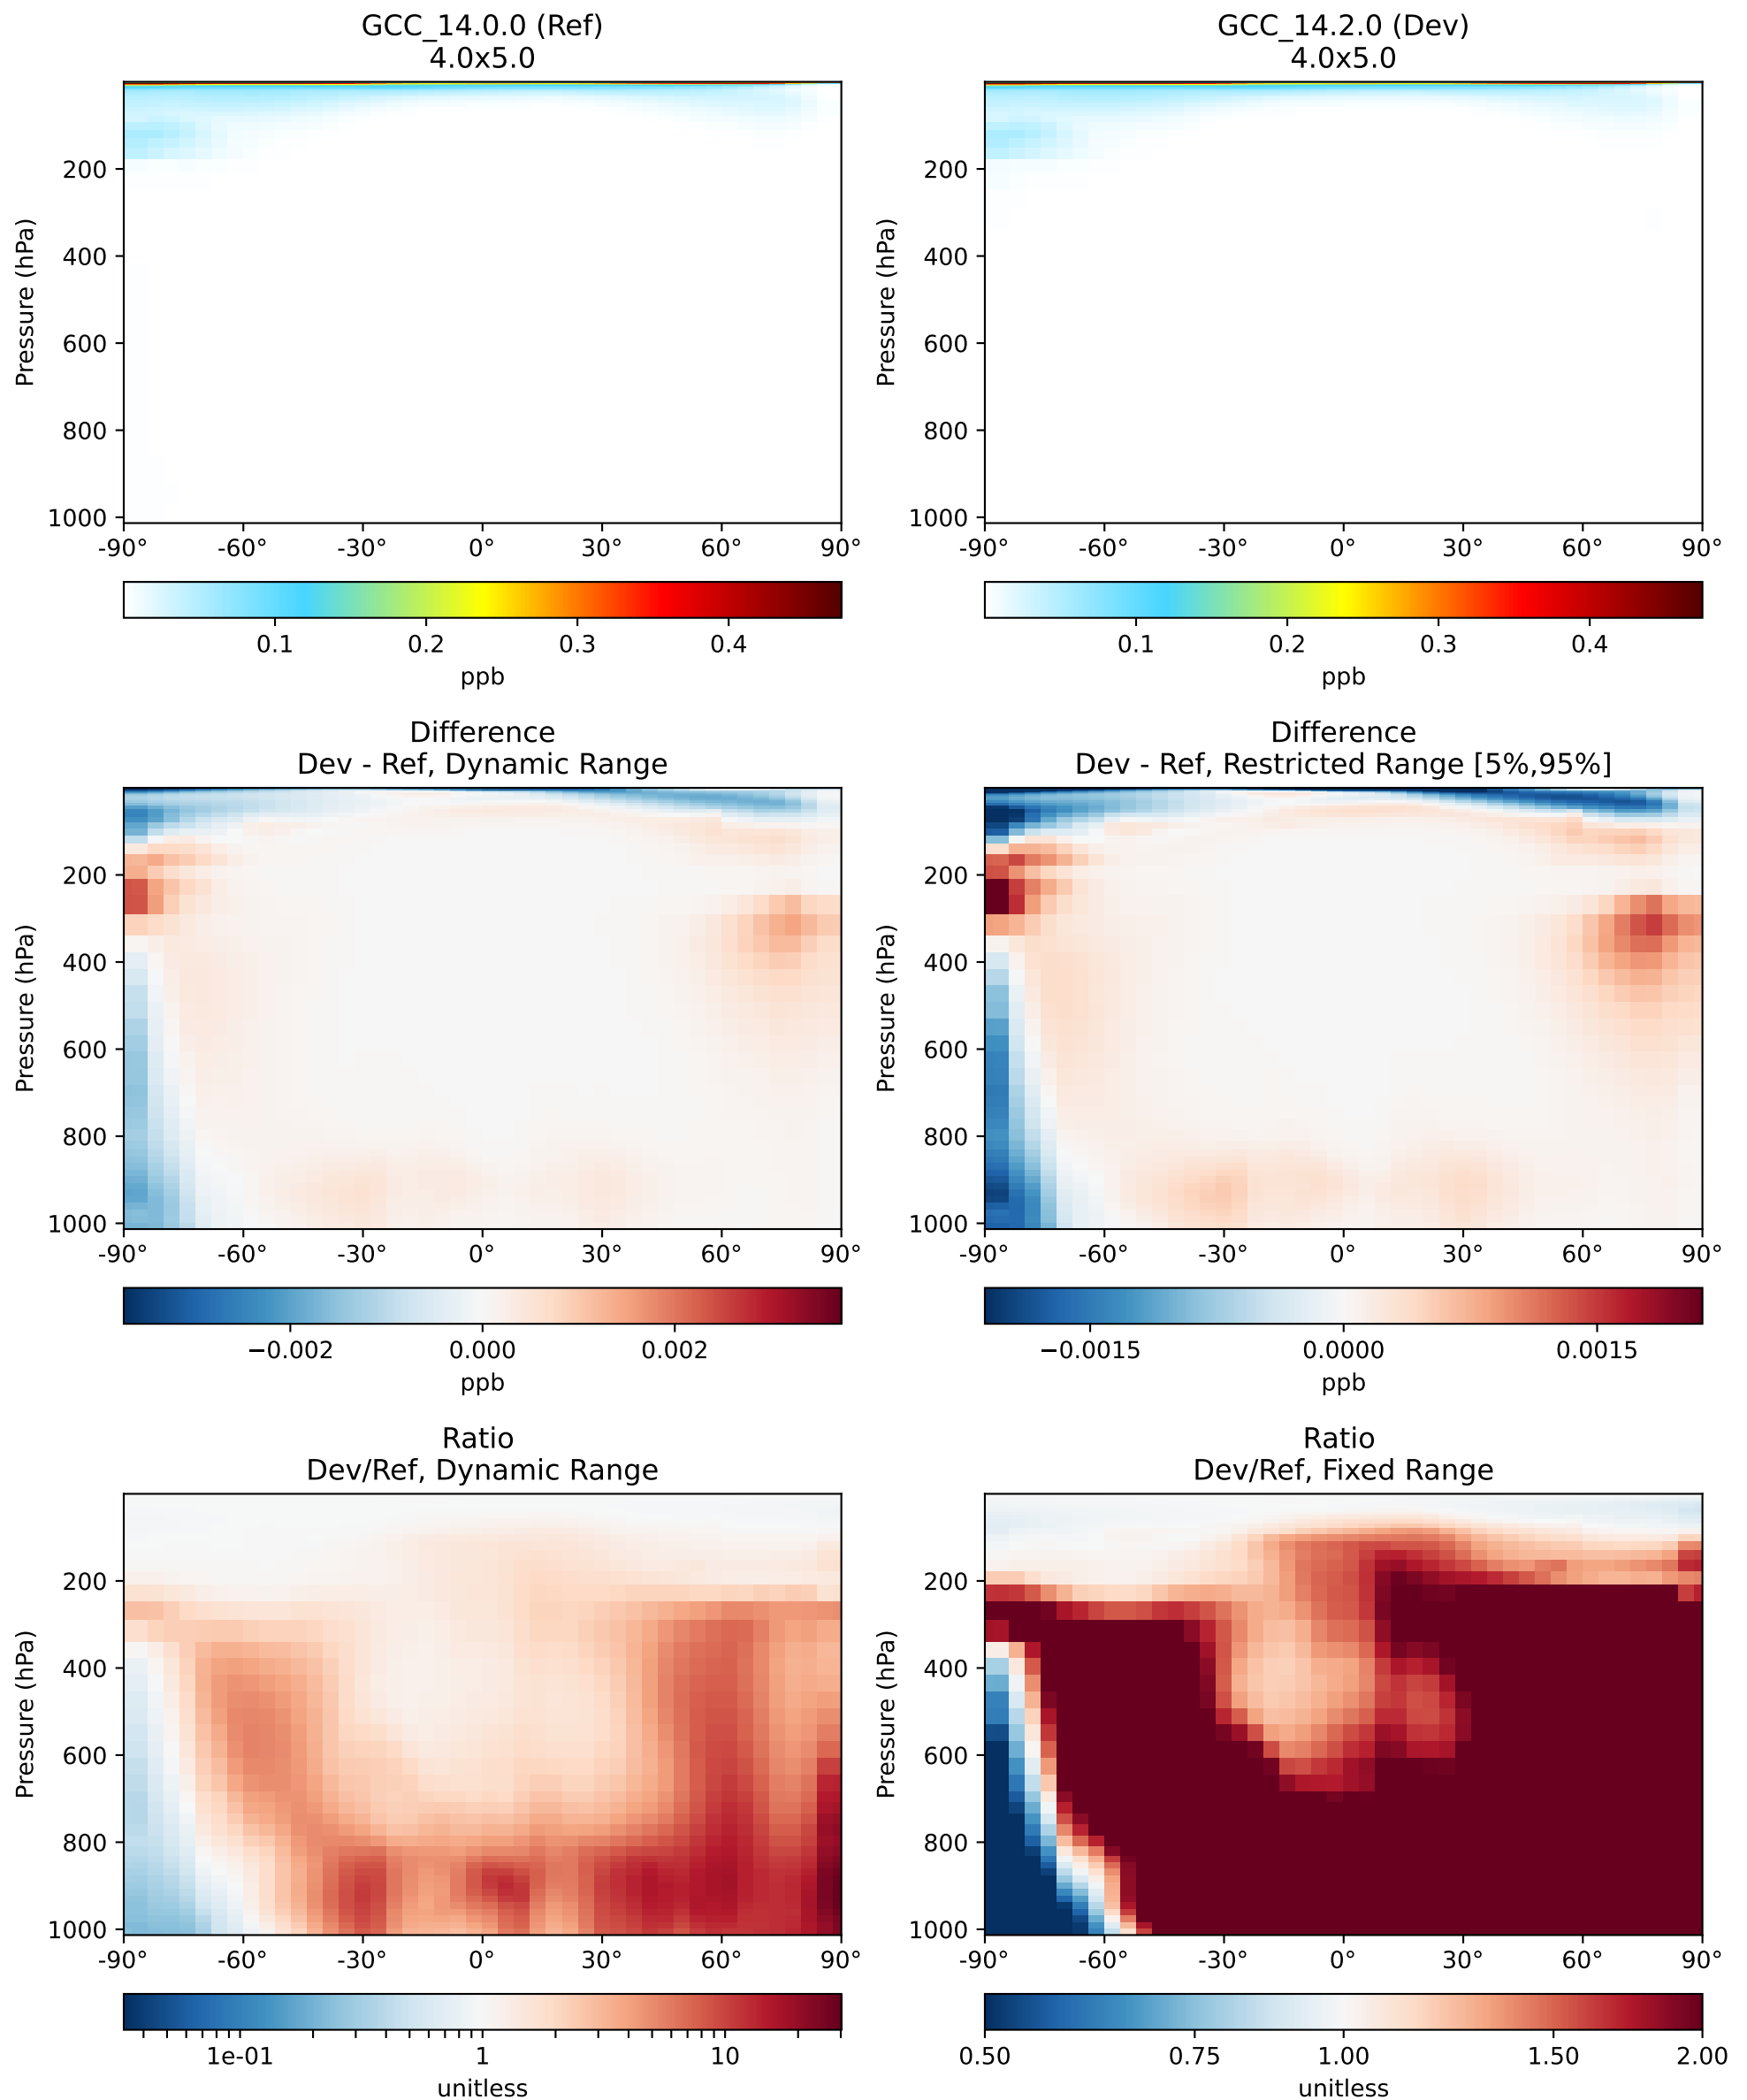 GCC_14.0.0 (Ref)
4.0x5.0
Pressure (hPa)
200
400
600
800
1000
-90° -60° -30° 0° 30° 60° 90°
0.1 0.2 0.3 0.4
ppb
GCC_14.2.0 (Dev)
4.0x5.0
Pressure (hPa)
200
400
600
800
1000
-90° -60° -30° 0° 30° 60° 90°
0.1 0.2 0.3 0.4
ppb
Difference
Dev - Ref, Dynamic Range
Pressure (hPa)
200
400
600
800
1000
-90° -60° -30° 0° 30° 60° 90°
−0.002 0.000 0.002
ppb
Difference
Dev - Ref, Restricted Range [5%,95%]
Pressure (hPa)
200
400
600
800
1000
-90° -60° -30° 0° 30° 60° 90°
−0.0015 0.0000 0.0015
ppb
Ratio
Dev/Ref, Dynamic Range
Pressure (hPa)
200
400
600
800
1000
-90° -60° -30° 0° 30° 60° 90°
1e-01 1 10
unitless
Ratio
Dev/Ref, Fixed Range
Pressure (hPa)
200
400
600
800
1000
-90° -60° -30° 0° 30° 60° 90°
0.50 0.75 1.00 1.50 2.00
unitless